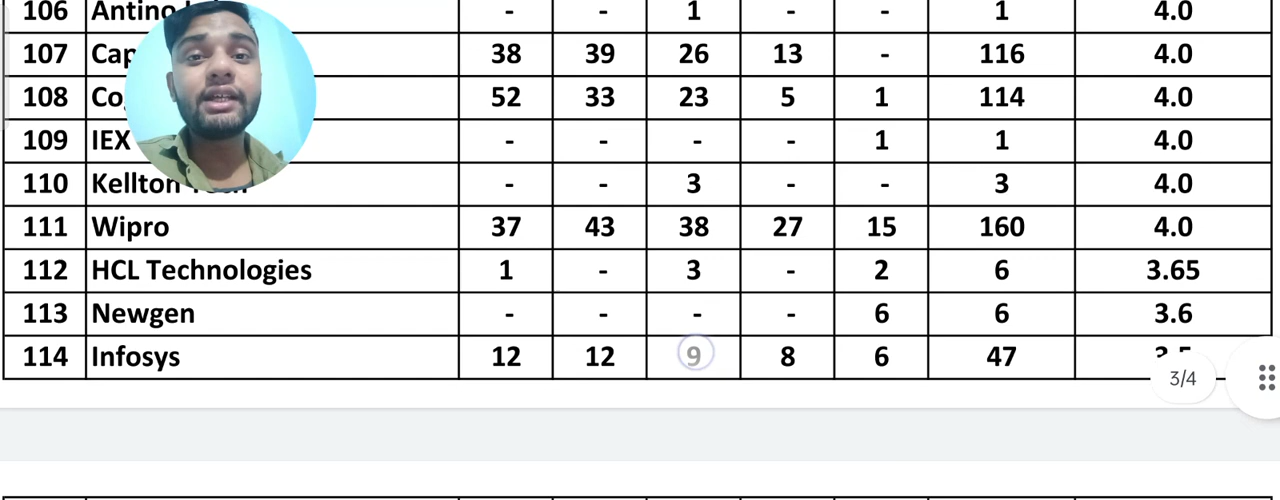 106 - - 1 - - 1 4.0
107 38 39 26 13 - 116 4.0
108 52 33 23 5 1 114 4.0
109 IEX - - - - 1 1 4.0
110 Kellton - - 3 - - 3 4.0
111 Wipro 37 43 38 27 15 160 4.0
112 HCL Technologies 1 - 3 - 2 6 3.65
113 Newgen - - - - 6 6 3.6
114 Infosys 12 12 9 8 6 47
3/4